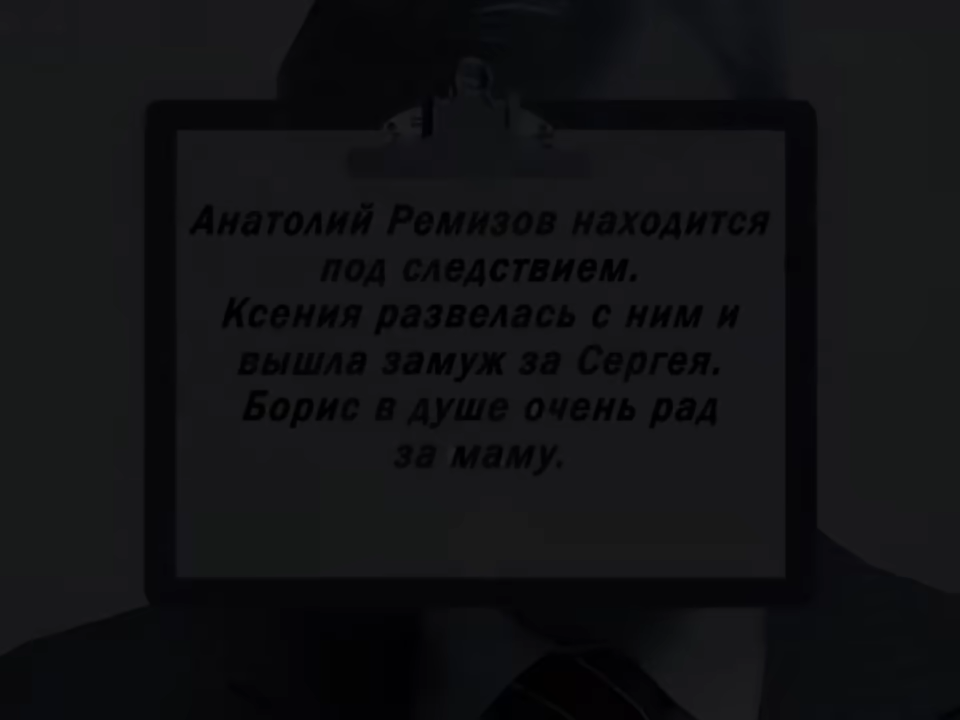 Анатолий Ремизов находится
под следствием.
Ксения развелась с ним и
вышла замуж за Сергея.
Борис в душе очень рад
за маму.